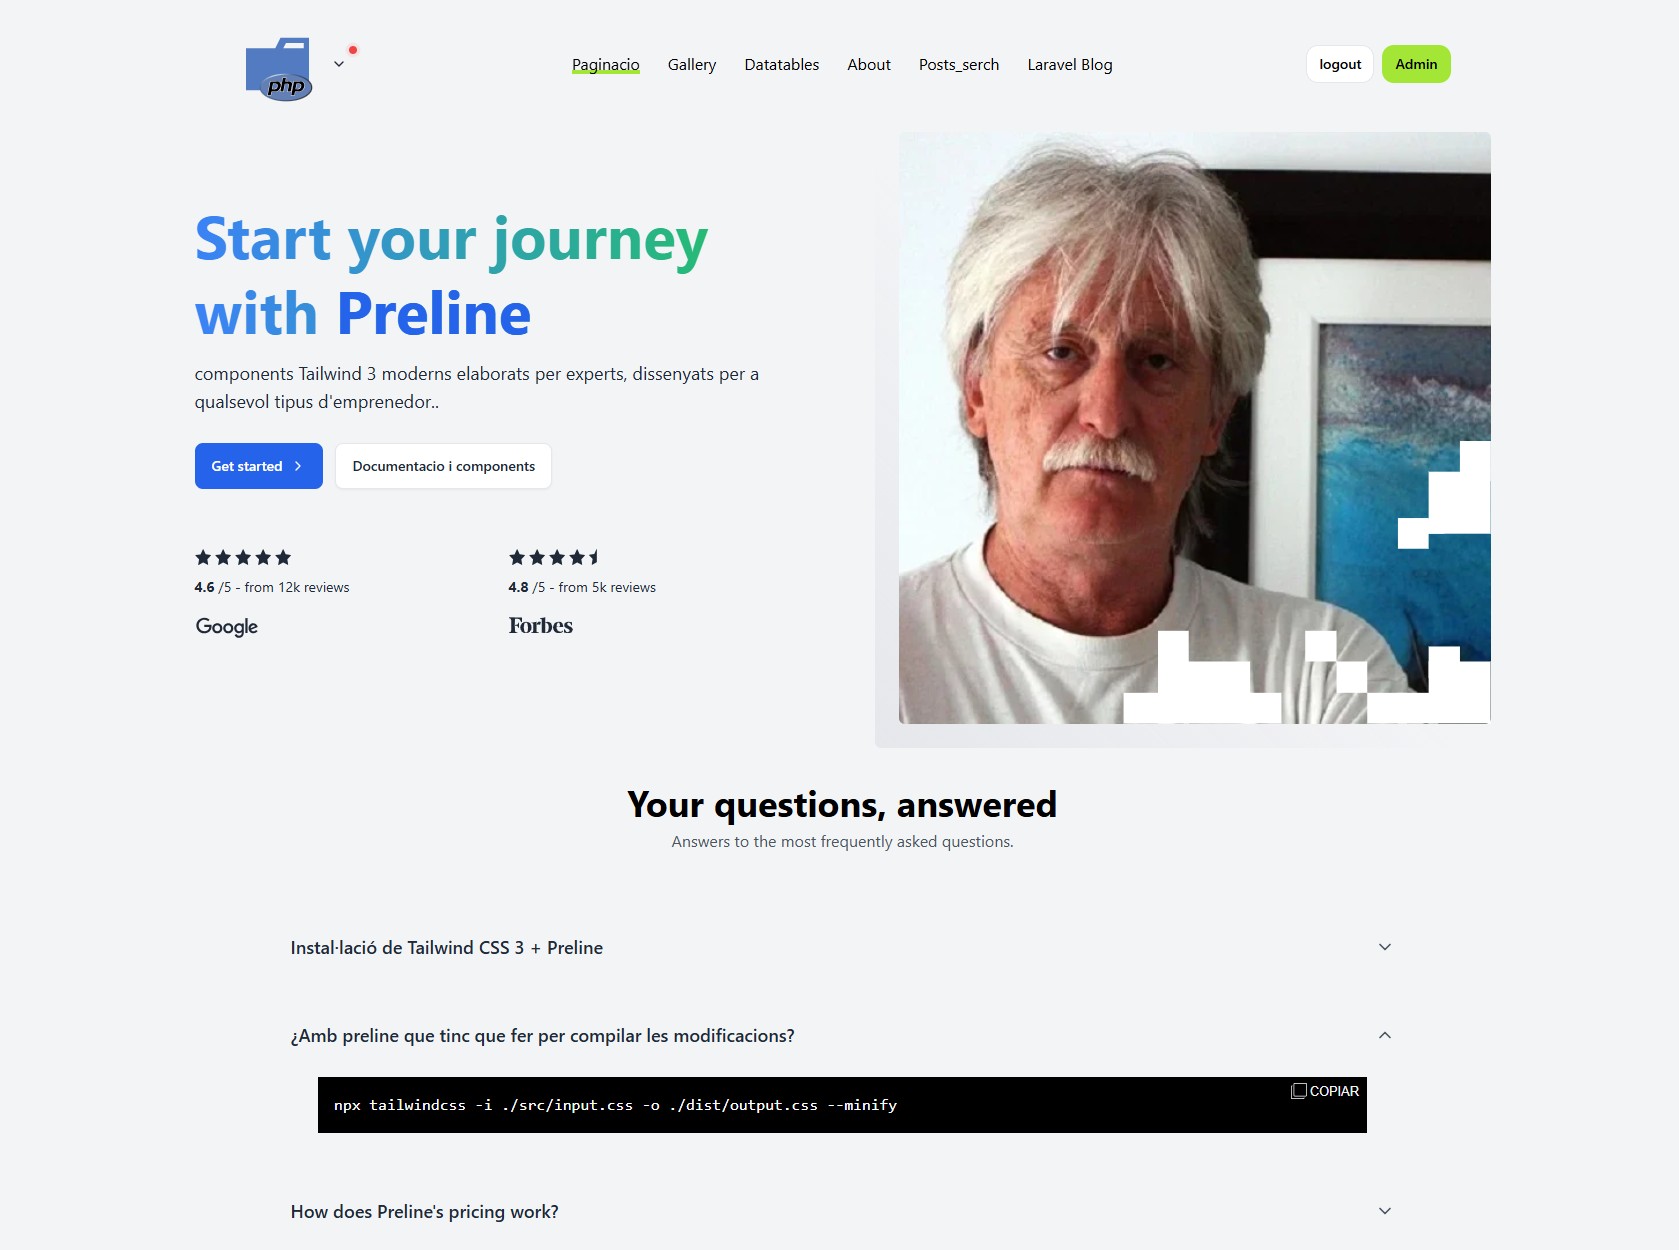 php
Paginacio
Gallery
Datatables
About
Posts_serch
Laravel Blog
logout
Admin
Start your journey
with Preline
components Tailwind 3 moderns elaborats per experts, dissenyats per a
qualsevol tipus d'emprenedor..
Get started
Documentacio i components
4.6 /5 - from 12k reviews
Google
4.8 /5 - from 5k reviews
Forbes
Your questions, answered
Answers to the most frequently asked questions.
Instal·lació de Tailwind CSS 3 + Preline
¿Amb preline que tinc que fer per compilar les modificacions?
COPIAR
npx tailwindcss -i ./src/input.css -o ./dist/output.css --minify
How does Preline's pricing work?